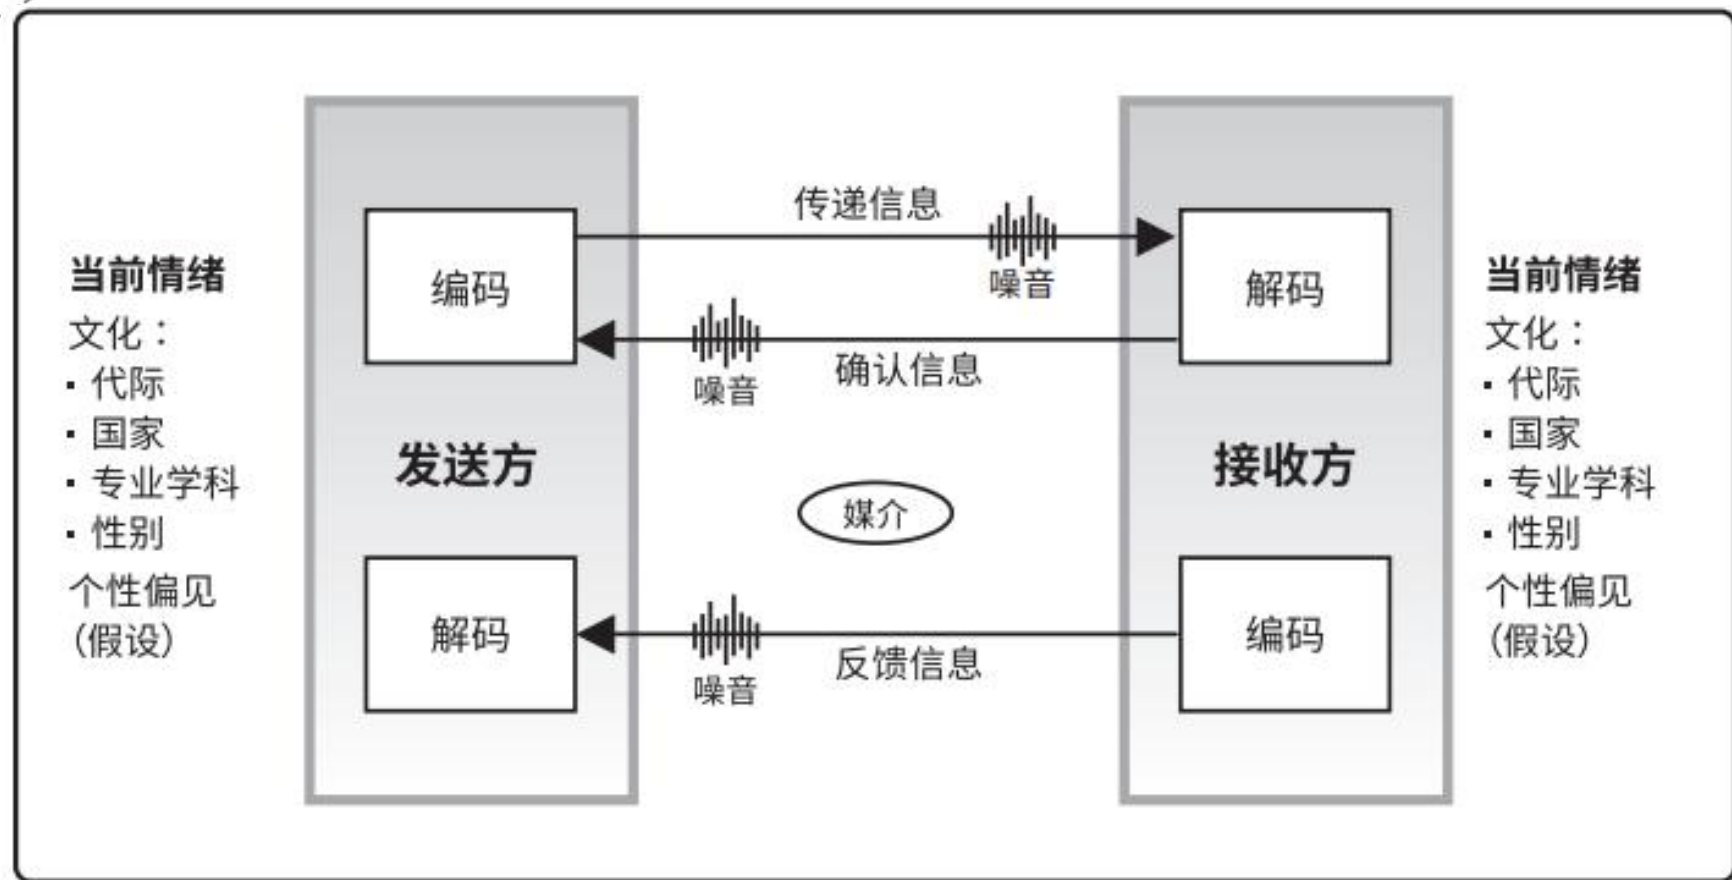 当前情绪
文化：
· 代际
· 国家
· 专业学科
· 性别
个性偏见
(假设)
编码
发送方
解码
传递信息
噪音
噪音
确认信息
媒介
噪音
反馈信息
解码
接收方
编码
当前情绪
文化：
· 代际
· 国家
· 专业学科
· 性别
个性偏见
(假设)